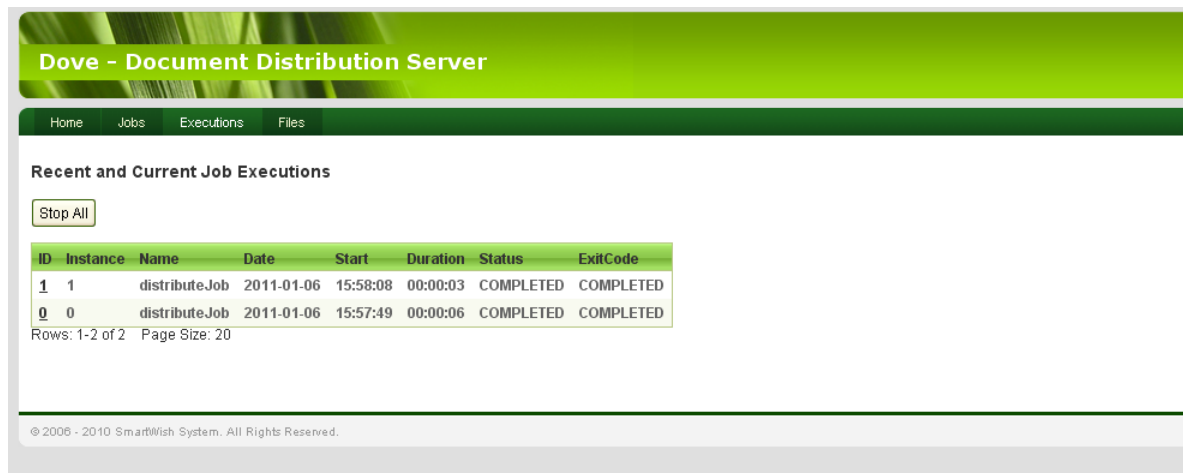 Dove - Document Distribution Server
Home Jobs Executions Files
Recent and Current Job Executions
Stop All
ID Instance Name Date Start Duration Status ExitCode
1 1 distributeJob 2011-01-06 15:58:08 00:00:03 COMPLETED COMPLETED
0 0 distributeJob 2011-01-06 15:57:49 00:00:06 COMPLETED COMPLETED
Rows: 1-2 of 2 Page Size: 20
© 2006 - 2010 SmartWish System. All Rights Reserved.